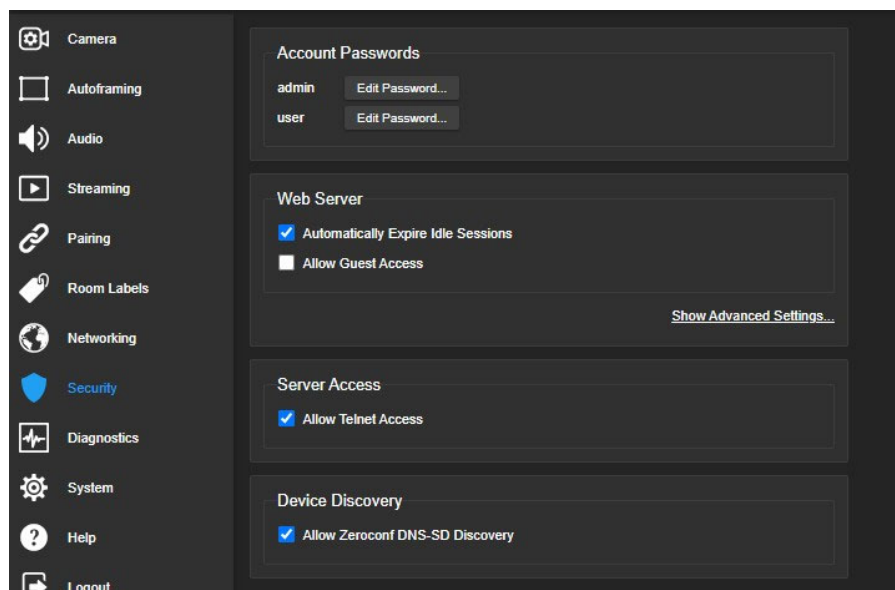 Camera
Autoframing
Audio
Streaming
Pairing
Room Labels
Networking
Security
Diagnostics
System
Help
Logout
Account Passwords
admin Edit Password...
user Edit Password...
Web Server
Automatically Expire Idle Sessions
Allow Guest Access
Show Advanced Settings...
Server Access
Allow Telnet Access
Device Discovery
Allow Zeroconf DNS-SD Discovery